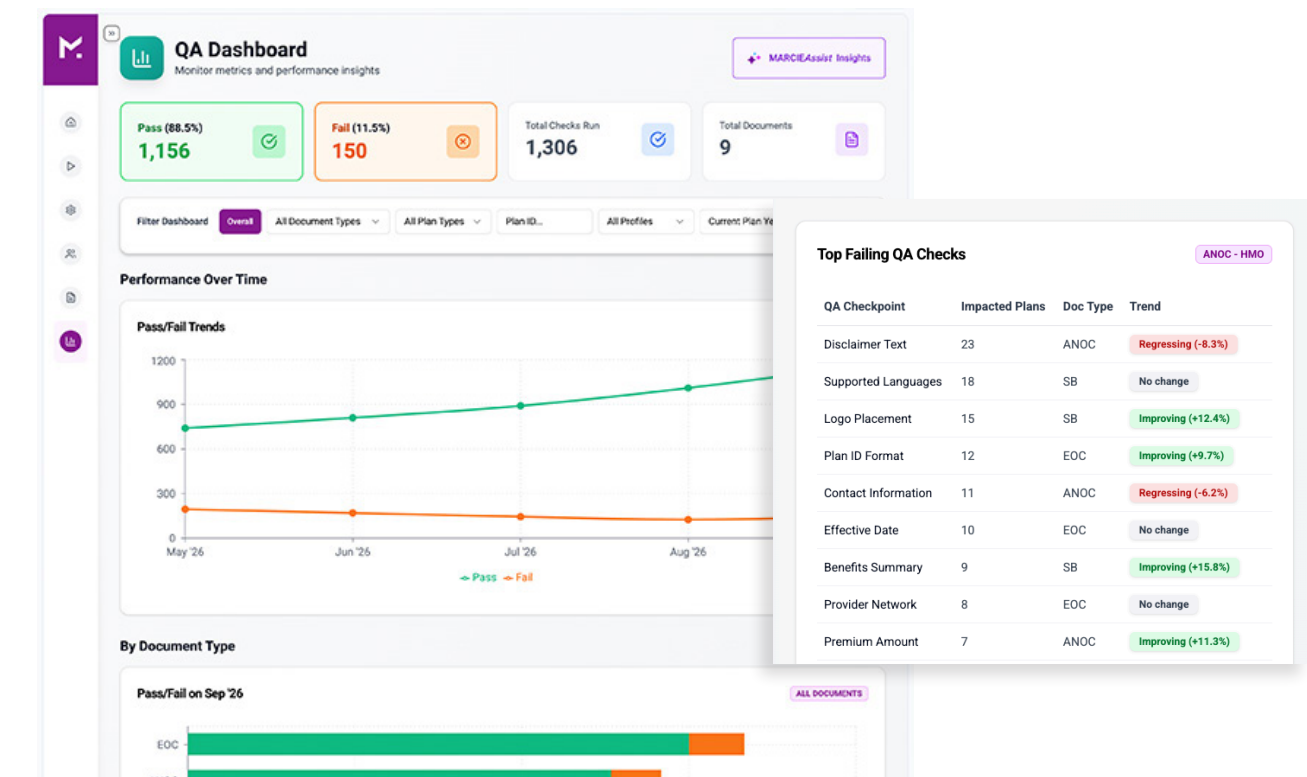 M.
QA Dashboard
Monitor metrics and performance insights
MARCIEAssist Insights
Pass (88.5%)
1,156
Fail (11.5%)
150
Total Checks Run
1,306
Total Documents
9
Filter Dashboard Overall All Document Types All Plan Types Plan ID... All Profiles Current Plan Ye
Performance Over Time
Pass/Fail Trends
1200
900
600
300
0
May '26 Jun '26 Jul '26 Aug '26
Pass Fail
By Document Type
Pass/Fail on Sep '26
ALL DOCUMENTS
EOC
Top Failing QA Checks
ANOC - HMO
QA Checkpoint Impacted Plans Doc Type Trend
Disclaimer Text 23 ANOC Regressing (-8.3%)
Supported Languages 18 SB No change
Logo Placement 15 SB Improving (+12.4%)
Plan ID Format 12 EOC Improving (+9.7%)
Contact Information 11 ANOC Regressing (-6.2%)
Effective Date 10 EOC No change
Benefits Summary 9 SB Improving (+15.8%)
Provider Network 8 EOC No change
Premium Amount 7 ANOC Improving (+11.3%)